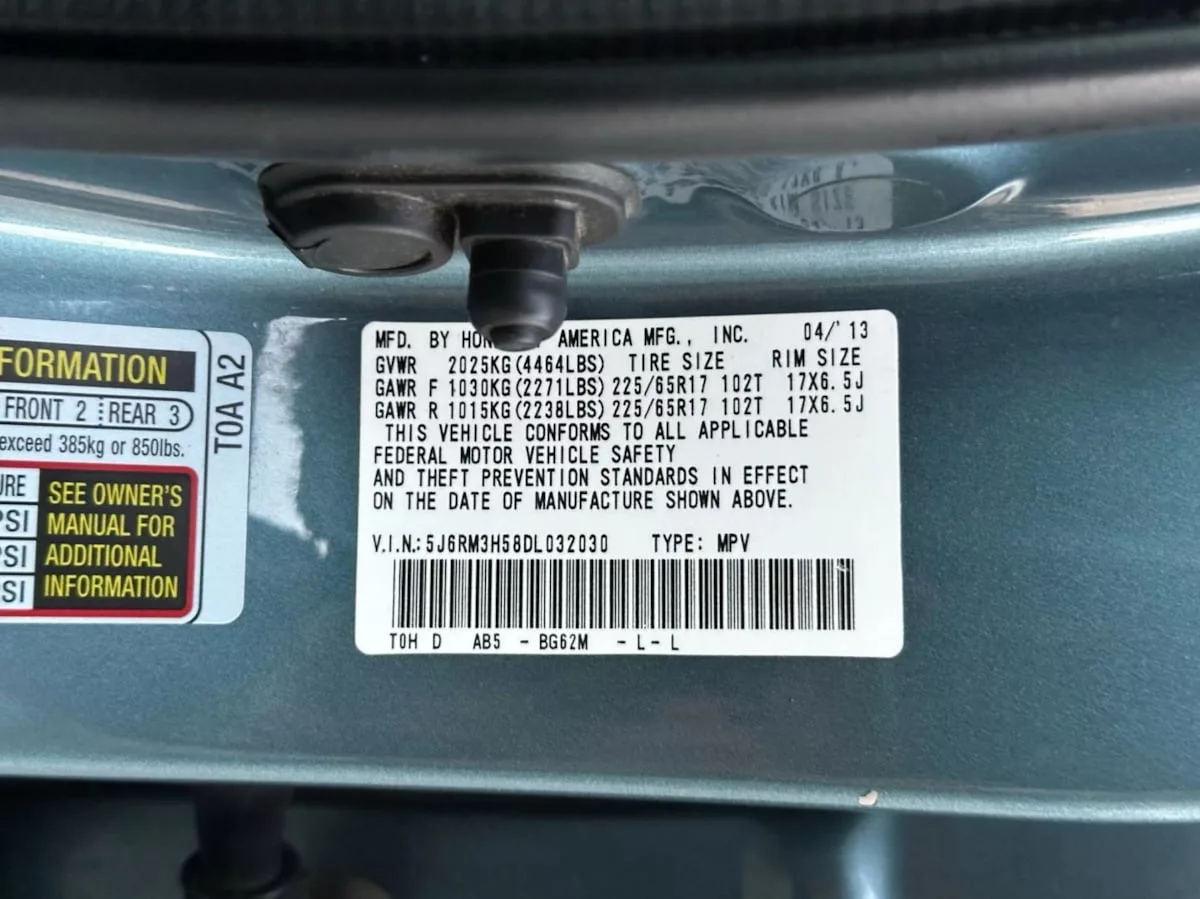 FORMATION
FRONT 2 REAR 3
exceed 385kg or 850lbs.
URE
PSI
PSI
SI
SEE OWNER'S
MANUAL FOR
ADDITIONAL
INFORMATION
T0A A2
MFD. BY HON AMERICA MFG., INC. 04/'13
GVWR 2025KG(4464LBS) TIRE SIZE RIM SIZE
GAWR F 1030KG(2271LBS) 225/65R17 102T 17X6.5J
GAWR R 1015KG(2238LBS) 225/65R17 102T 17X6.5J
THIS VEHICLE CONFORMS TO ALL APPLICABLE
FEDERAL MOTOR VEHICLE SAFETY
AND THEFT PREVENTION STANDARDS IN EFFECT
ON THE DATE OF MANUFACTURE SHOWN ABOVE.
V.I.N.: 5J6RM3H58DL032030 TYPE: MPV
T0H D AB5 - BG62M - L - L